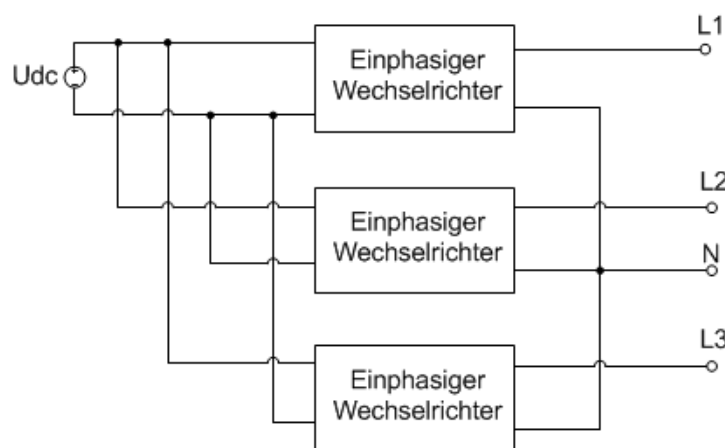 L1
Udc
Einphasiger
Wechselrichter
L2
Einphasiger
Wechselrichter
N
L3
Einphasiger
Wechselrichter